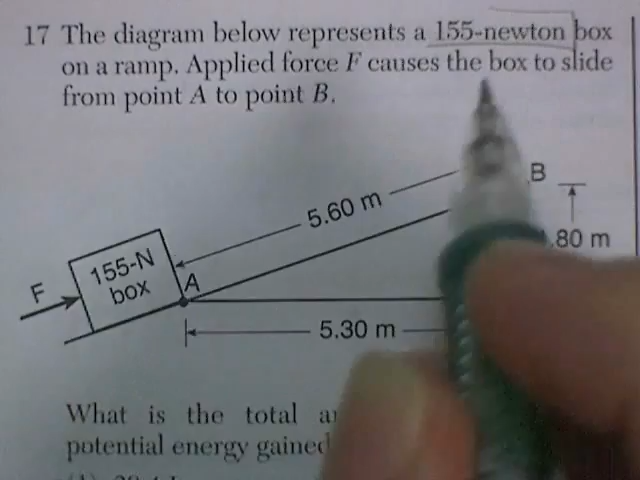 17 The diagram below represents a 155-newton box
on a ramp. Applied force F causes the box to slide
from point A to point B.
B
5.60 m
.80 m
155-N
box
F
A
5.30 m
What is the total
potential energy gained